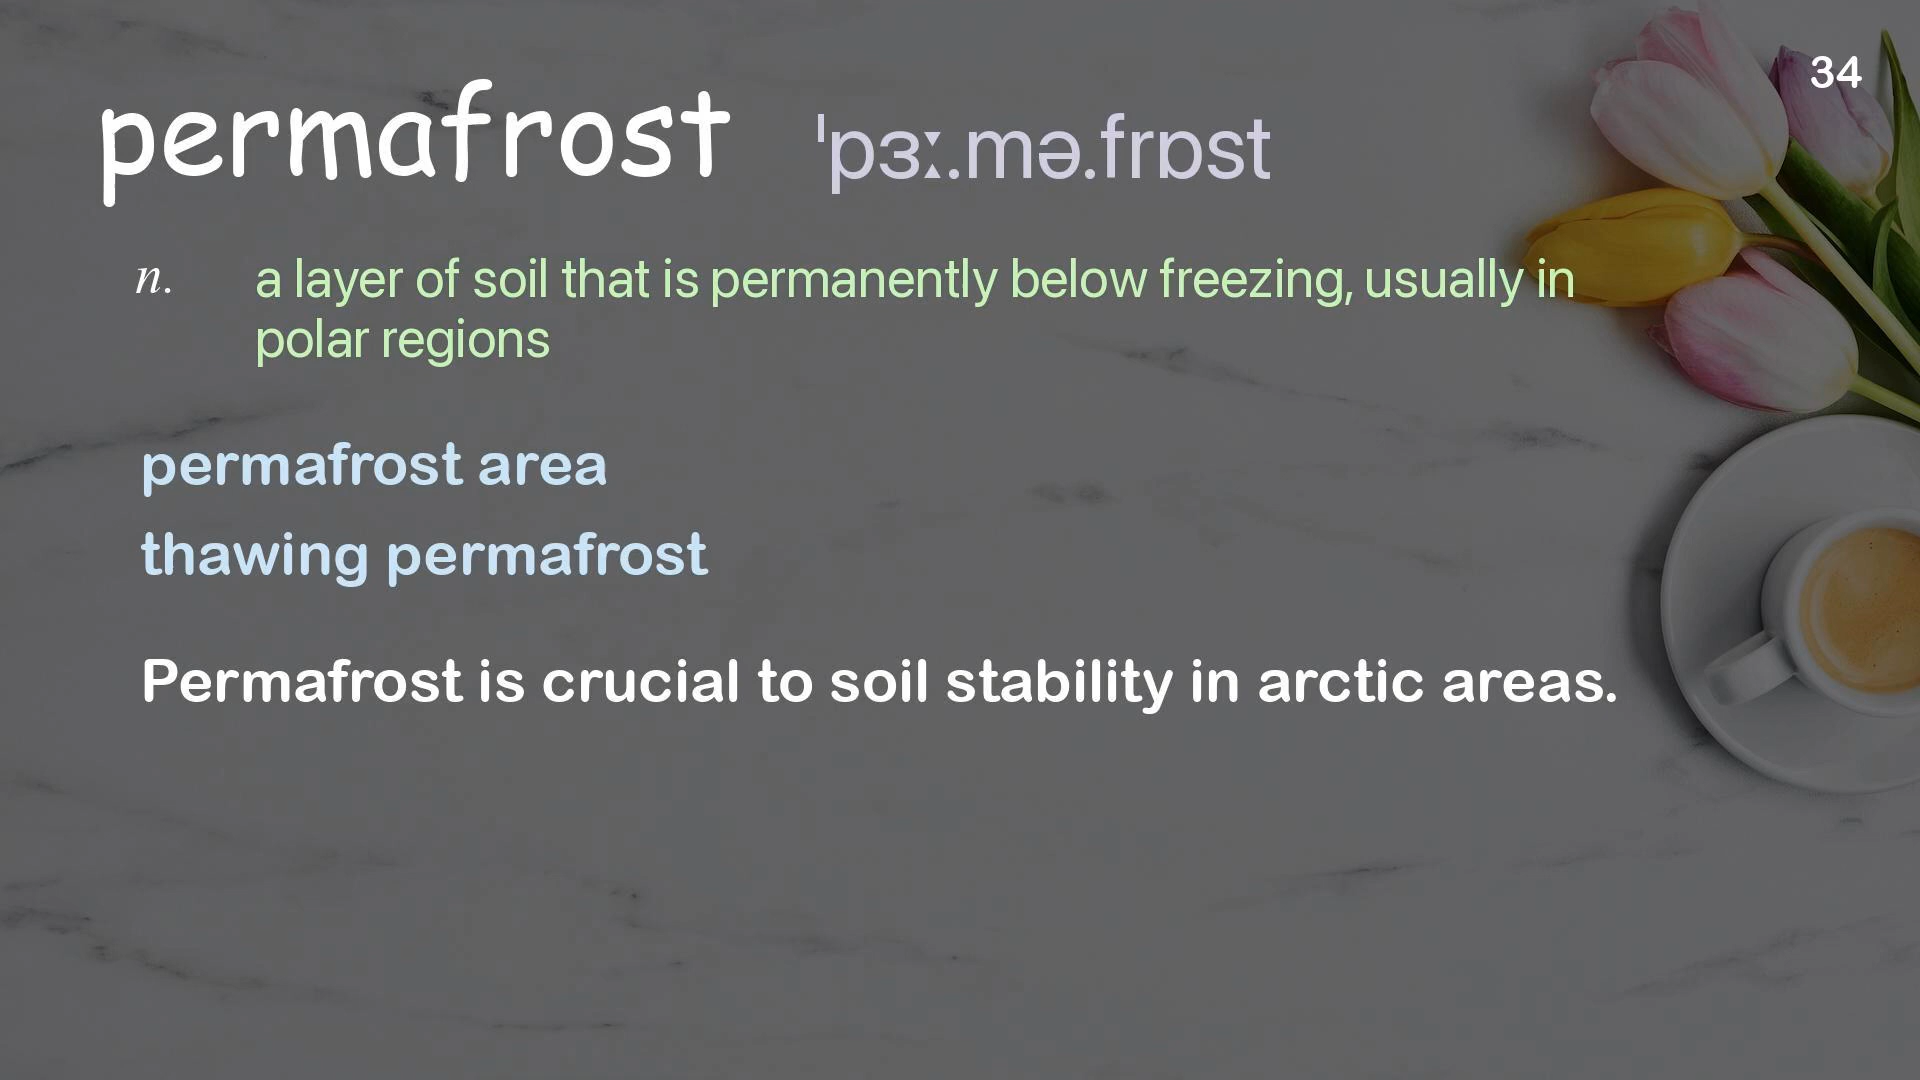 34
permafrost ˈpɜː.mə.frɒst
n. a layer of soil that is permanently below freezing, usually in
polar regions
permafrost area
thawing permafrost
Permafrost is crucial to soil stability in arctic areas.